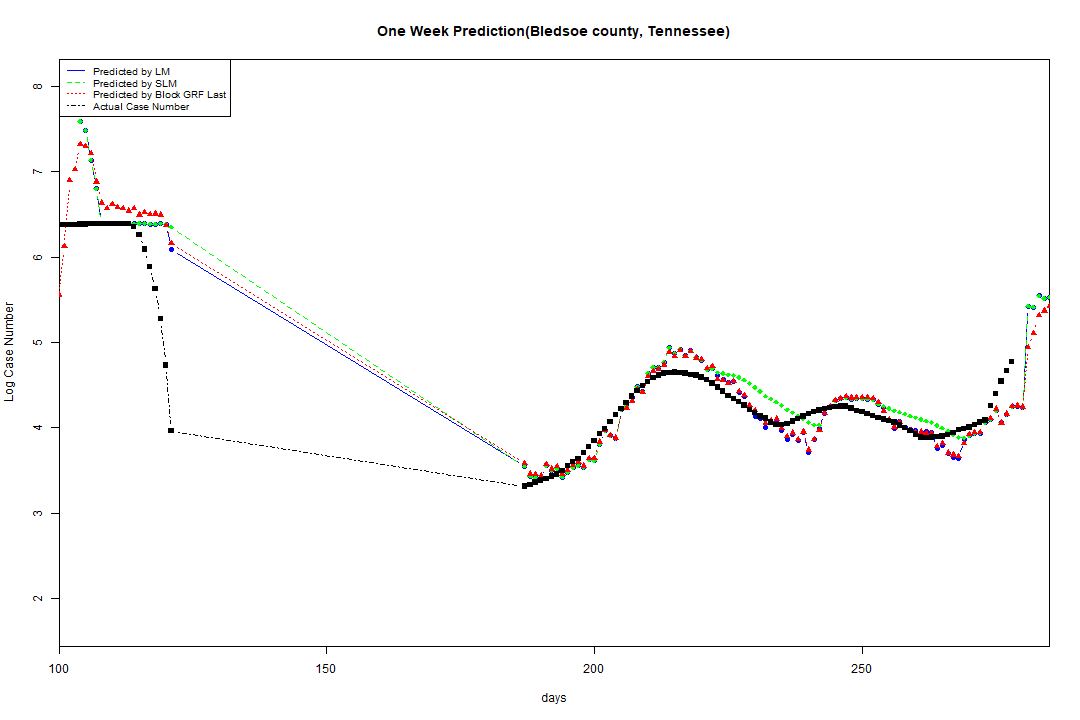 One Week Prediction(Bledsoe county, Tennessee)
Predicted by LM
Predicted by SLM
Predicted by Block GRF Last
Actual Case Number
8
7
6
5
4
3
2
Log Case Number
100 150 200 250
days